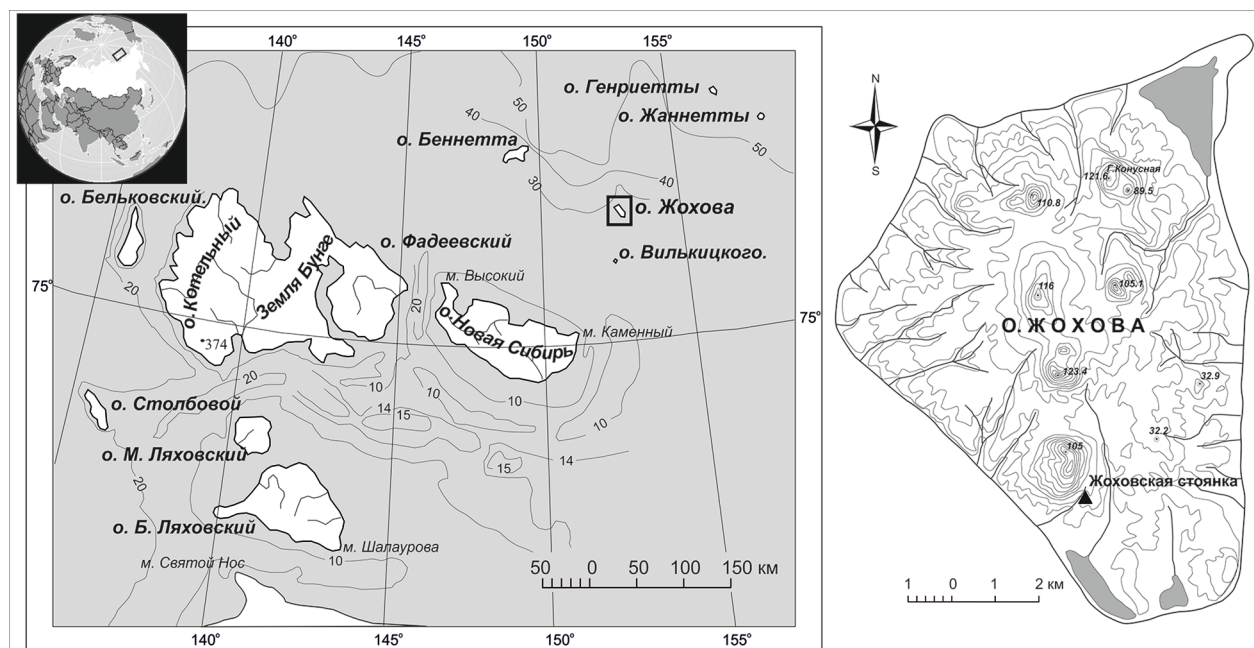 140°
145°
150°
155°
о. Генриетты
о. Жаннетты
50
40
о. Беннетта
50
30
40
о. Бельковский.
о. Жохова
о. Котельный
Земля Бунге
о. Фадеевский
о. Вилькицкого.
м. Высокий
75°
20
20
о.Новая Сибирь
75°
м. Каменный
374
20
10
10
10
10
о. Столбовой
14
15
14
о. М. Ляховский
15
20
о. Б. Ляховский
м. Шалаурова
м. Святой Нос
10
50
0
50
100
150 км
140°
145°
150°
155°
N
S
Г.Конусная
121.6
89.5
110.8
116
105.1
О. ЖОХОВА
123.4
32.9
32.2
105
Жоховская стоянка
1
0
1
2 км